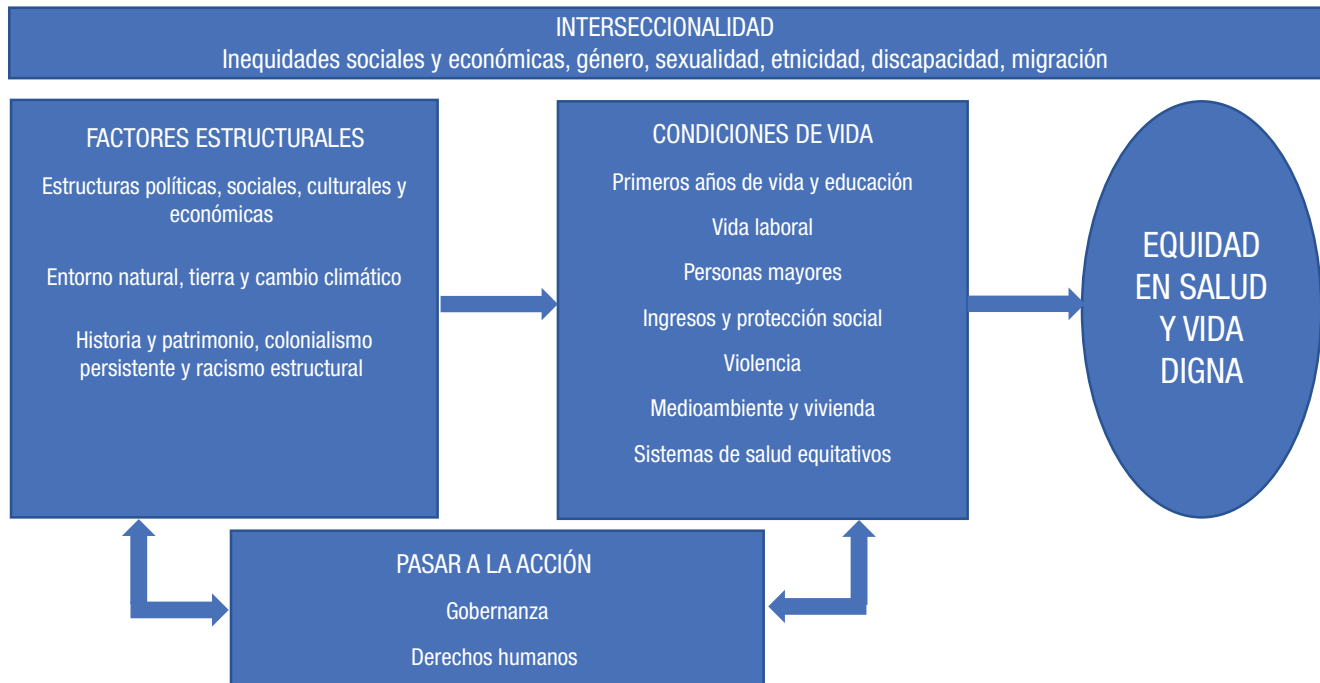 INTERSECCIONALIDAD
Inequidades sociales y económicas, género, sexualidad, etnicidad, discapacidad, migración
FACTORES ESTRUCTURALES
Estructuras políticas, sociales, culturales y
económicas
Entorno natural, tierra y cambio climático
Historia y patrimonio, colonialismo
persistente y racismo estructural
CONDICIONES DE VIDA
Primeros años de vida y educación
Vida laboral
Personas mayores
Ingresos y protección social
Violencia
Medioambiente y vivienda
Sistemas de salud equitativos
EQUIDAD
EN SALUD
Y VIDA
DIGNA
PASAR A LA ACCIÓN
Gobernanza
Derechos humanos